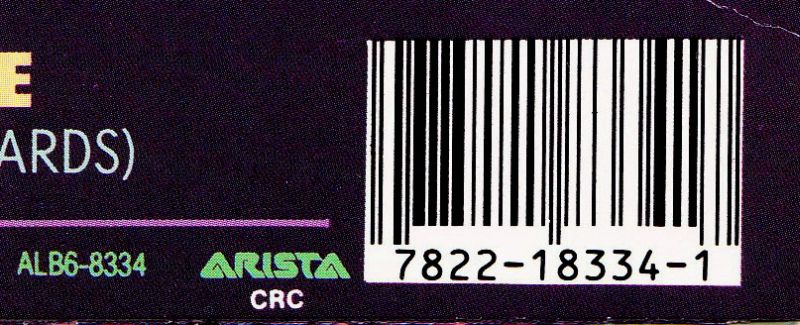 E
ARDS)
ALB6-8334
ARISTA
CRC
7822-18334-1